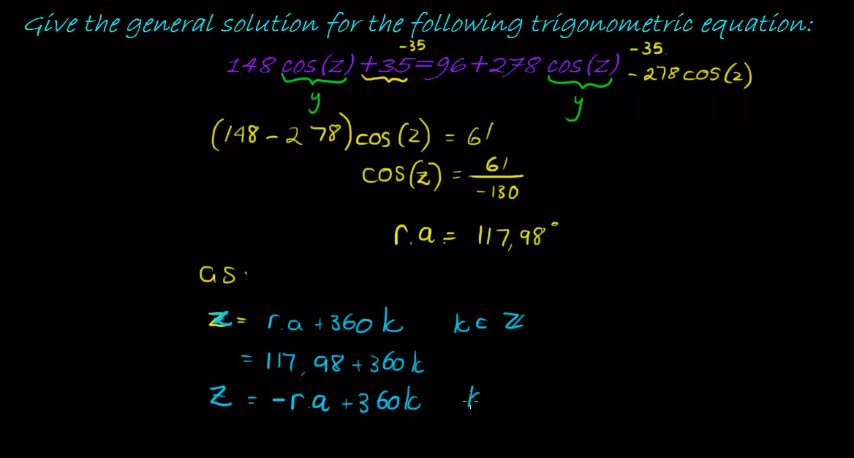 Give the general solution for the following trigonometric equation:
-35 -35
148 cos(z) + 35 = 96 + 278 cos(z) - 278 cos(z)
y y
(148 - 278) cos(z) = 61
cos(z) = 61/-130
r.a = 117,98°
GS:
z = r.a + 360k k ∈ ℤ
= 117,98 + 360k
z = -r.a + 360k k